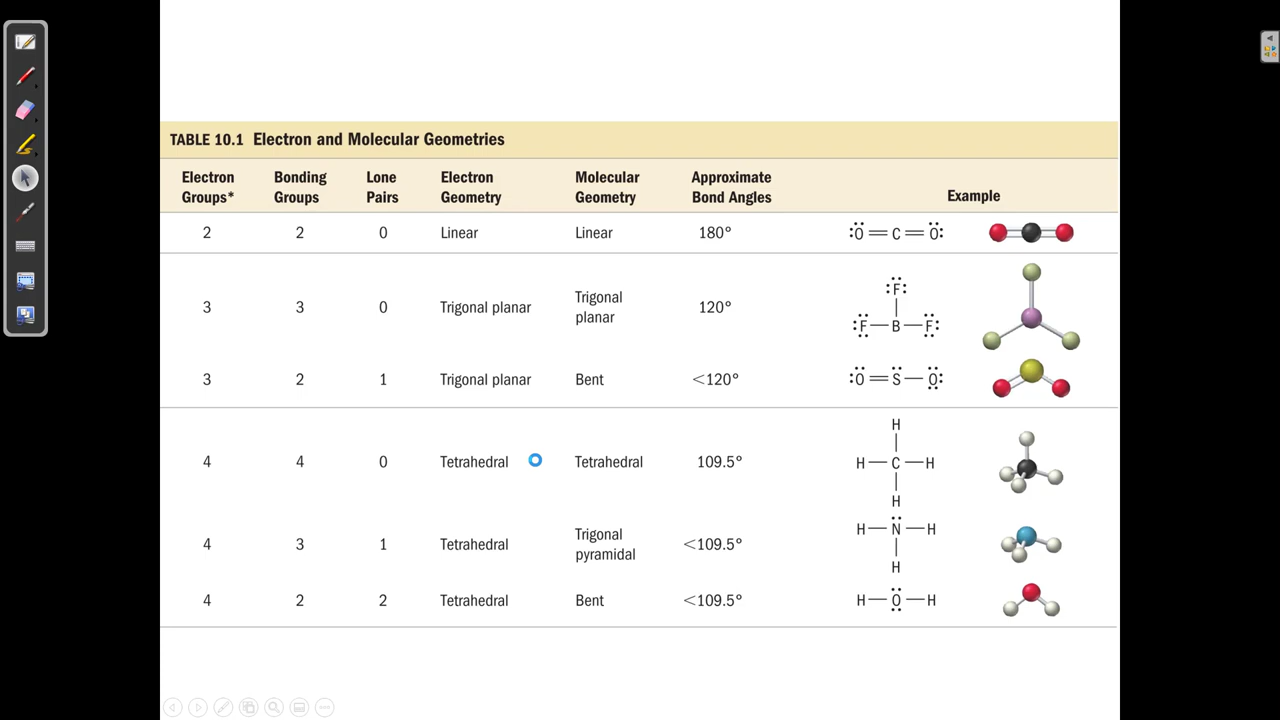 TABLE 10.1 Electron and Molecular Geometries
Electron Groups* Bonding Groups Lone Pairs Electron Geometry Molecular Geometry Approximate Bond Angles Example
2 2 0 Linear Linear 180° :Ö=C=Ö:
3 3 0 Trigonal planar Trigonal planar 120°
:F:
:F—B—F:
3 2 1 Trigonal planar Bent <120° :Ö=S̈—Ö:
4 4 0 Tetrahedral Tetrahedral 109.5°
H
H—C—H
H
4 3 1 Tetrahedral Trigonal pyramidal <109.5°
H—N̈—H
H
4 2 2 Tetrahedral Bent <109.5° H—Ö—H